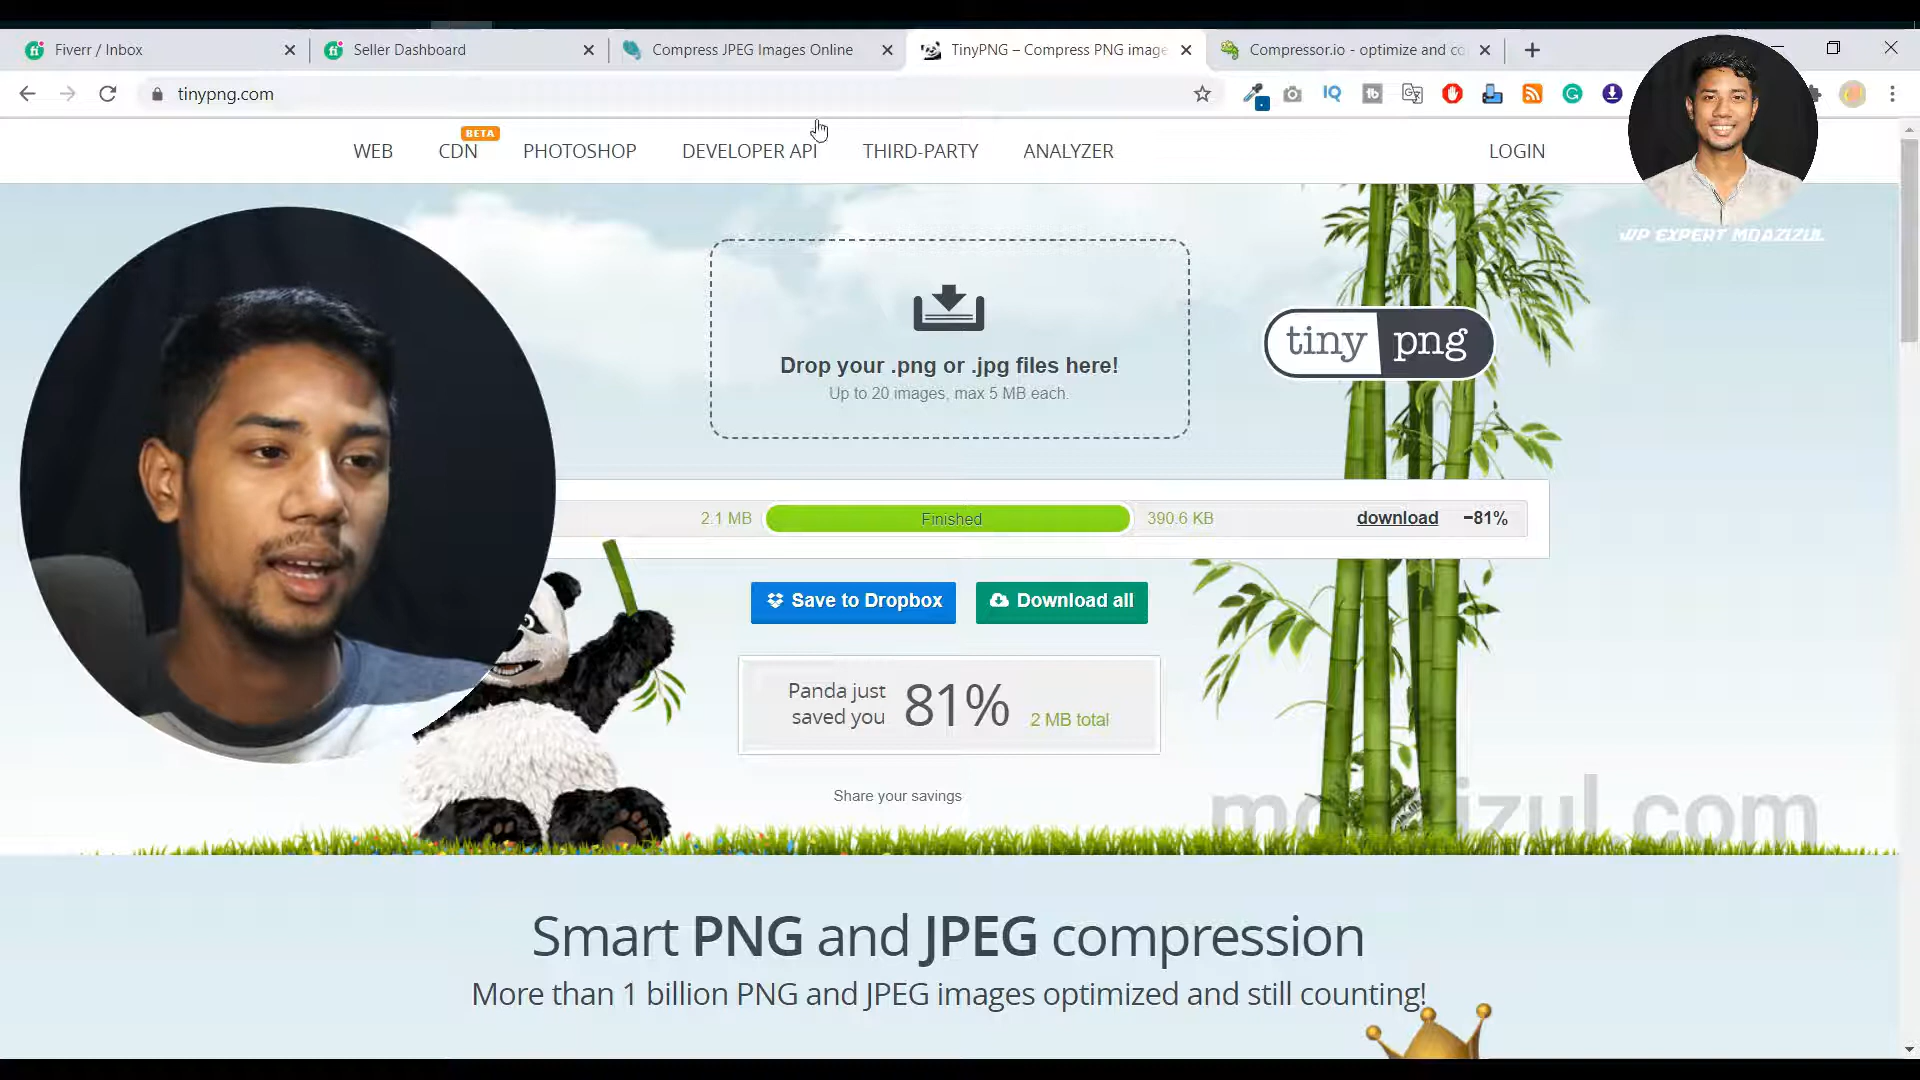 Fiverr / Inbox
Seller Dashboard
Compress JPEG Images Online
TinyPNG – Compress PNG image
Compressor.io - optimize and co
tinypng.com
IQ
WEB
CDN
BETA
PHOTOSHOP
DEVELOPER API
THIRD-PARTY
ANALYZER
LOGIN
WP EXPERT MDAZIZUL
Drop your .png or .jpg files here!
Up to 20 images, max 5 MB each.
tiny png
2.1 MB
Finished
390.6 KB
download
−81%
Save to Dropbox
Download all
Panda just
saved you
81%
2 MB total
Share your savings
mdazizul.com
Smart PNG and JPEG compression
More than 1 billion PNG and JPEG images optimized and still counting!